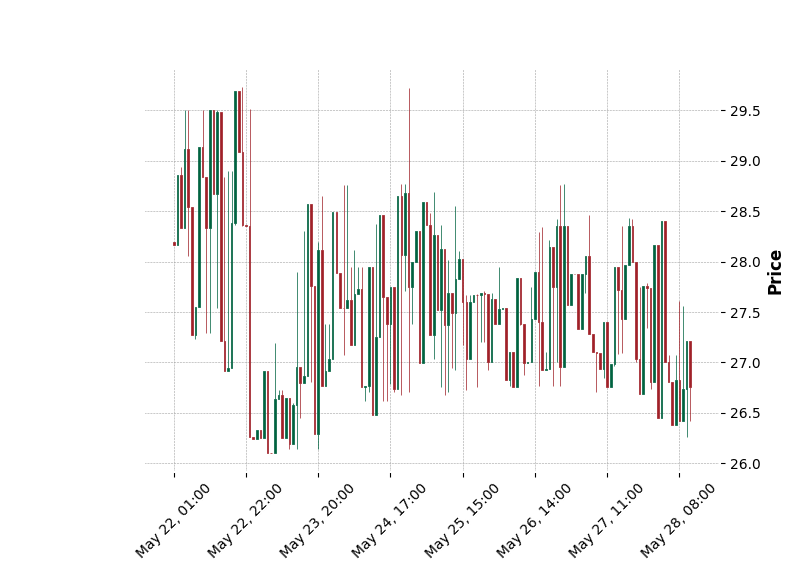 29.5
29.0
28.5
28.0
27.5
27.0
26.5
26.0
Price
May 22, 01:00
May 22, 22:00
May 23, 20:00
May 24, 17:00
May 25, 15:00
May 26, 14:00
May 27, 11:00
May 28, 08:00